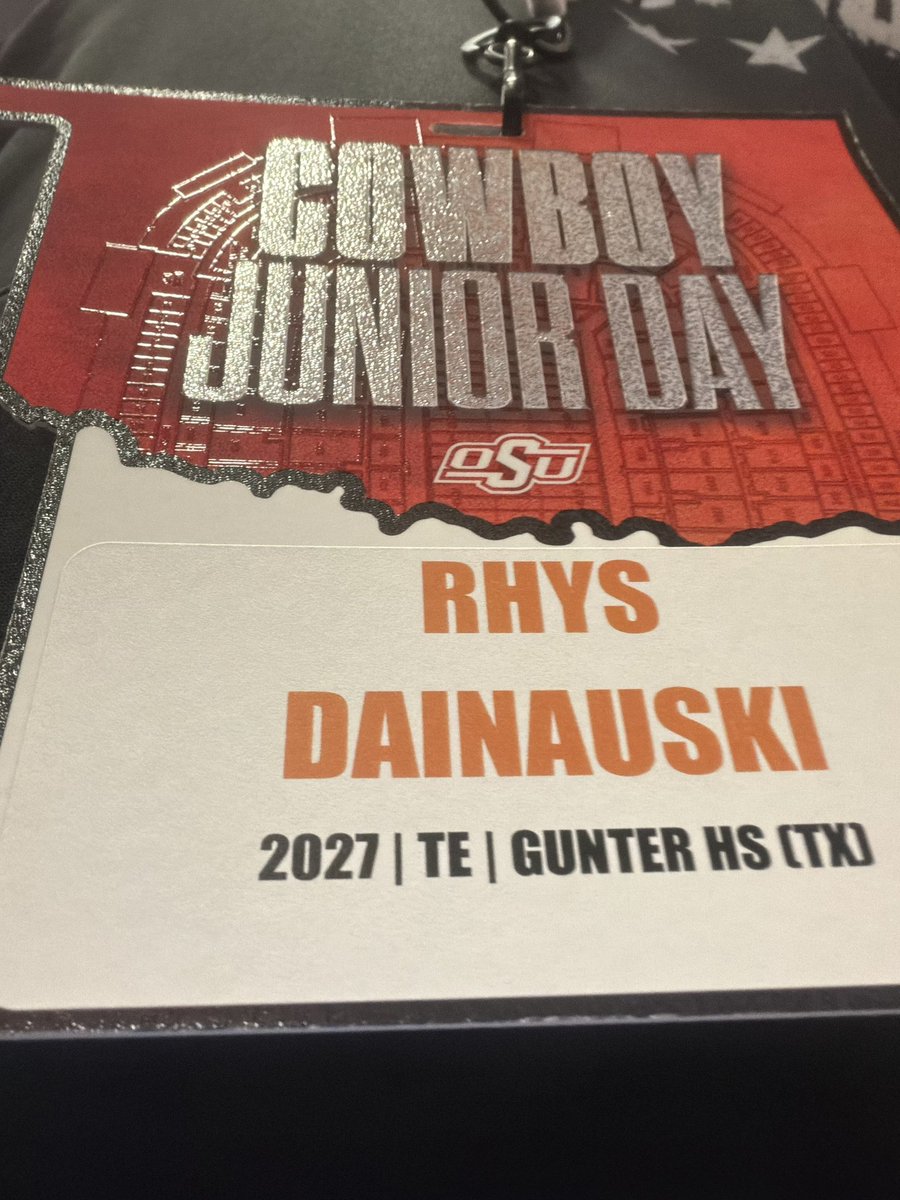 COWBOY
JUNIOR DAY
OSU
RHYS
DAINAUSKI
2027 | TE | GUNTER HS (TX)